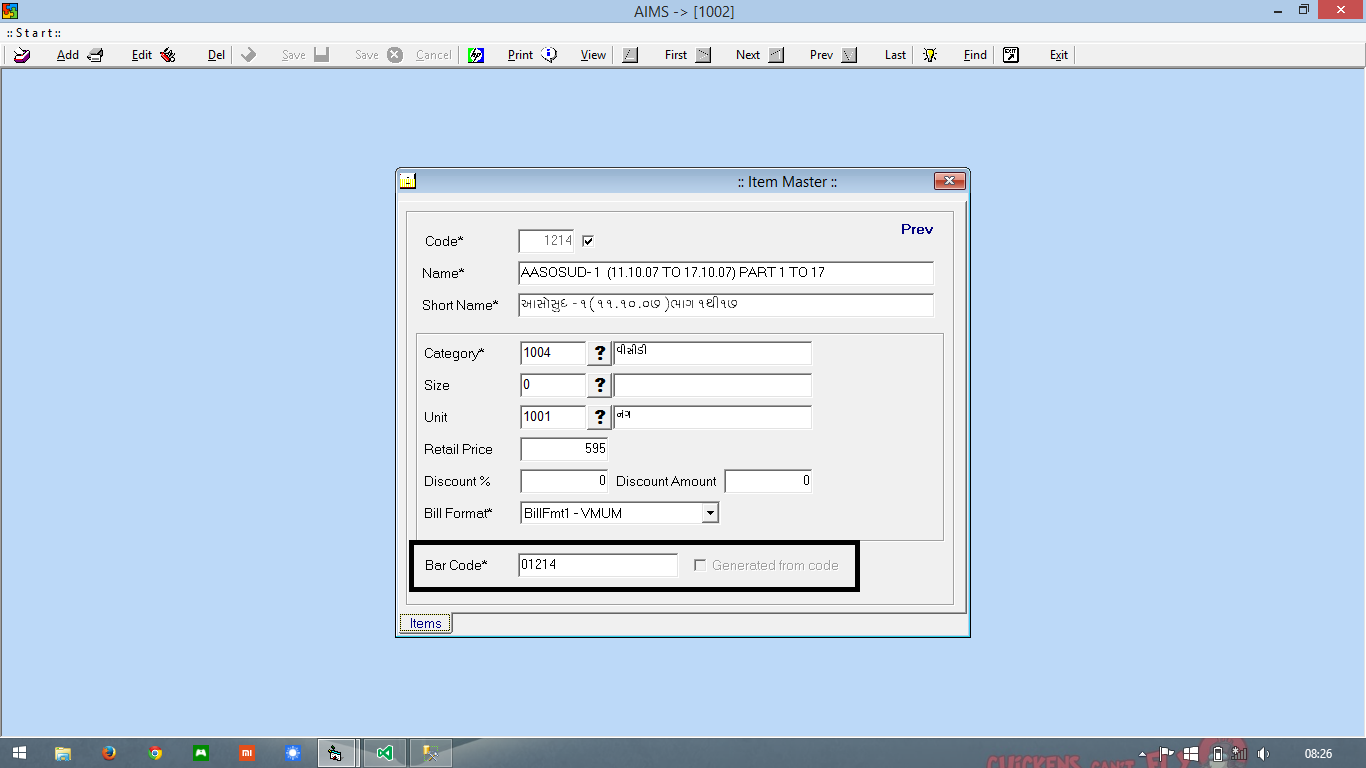 AIMS -> [1002]
:: S t a r t ::
Add Edit Del Save Save Cancel Print View First Next Prev Last Find Exit
:: Item Master ::
Prev
Code* 1214
Name* AASOSUD- 1 (11.10.07 TO 17.10.07) PART 1 TO 17
Short Name* આસોસુદ -૧(૧૧.૧૦.૦૭)ભાગ ૧થી૧૭
Category* 1004 ? વીસીડી
Size 0 ?
Unit 1001 ? નંગ
Retail Price 595
Discount % 0 Discount Amount 0
Bill Format* BillFmt1 - VMUM
Bar Code* 01214 Generated from code
Items
CHICKENS CAN'T
08:26